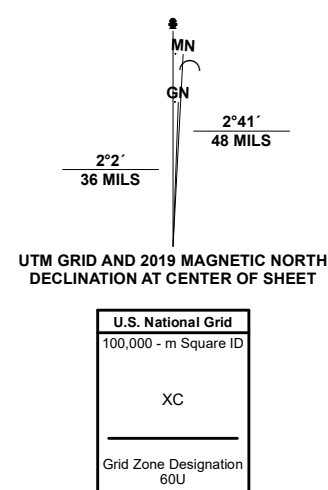 MN
GN
2°41´
48 MILS
2°2´
36 MILS
UTM GRID AND 2019 MAGNETIC NORTH
DECLINATION AT CENTER OF SHEET
U.S. National Grid
100,000 - m Square ID
XC
Grid Zone Designation
60U